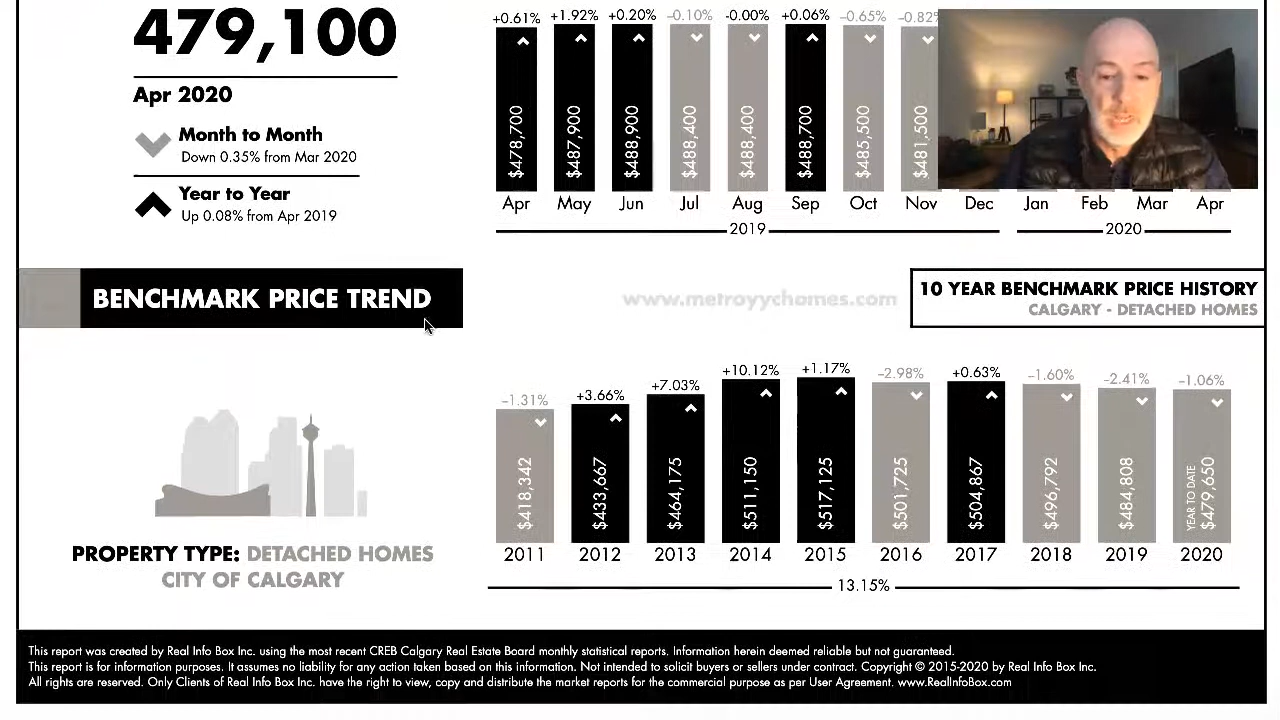 479,100
Apr 2020
Month to Month
Down 0.35% from Mar 2020
Year to Year
Up 0.08% from Apr 2019
+0.61% +1.92% +0.20% –0.10% -0.00% +0.06% –0.65% –0.82%
$478,700 $487,900 $488,900 $488,400 $488,400 $488,700 $485,500 $481,500
Apr May Jun Jul Aug Sep Oct Nov Dec Jan Feb Mar Apr
2019 2020
BENCHMARK PRICE TREND
www.metroyychomes.com
10 YEAR BENCHMARK PRICE HISTORY
CALGARY - DETACHED HOMES
–1.31% +3.66% +7.03% +10.12% +1.17% –2.98% +0.63% –1.60% –2.41% –1.06%
$418,342 $433,667 $464,175 $511,150 $517,125 $501,725 $504,867 $496,792 $484,808 YEAR TO DATE $479,650
2011 2012 2013 2014 2015 2016 2017 2018 2019 2020
13.15%
PROPERTY TYPE: DETACHED HOMES
CITY OF CALGARY
This report was created by Real Info Box Inc. using the most recent CREB Calgary Real Estate Board monthly statistical reports. Information herein deemed reliable but not guaranteed.
This report is for information purposes. It assumes no liability for any action taken based on this information. Not intended to solicit buyers or sellers under contract. Copyright © 2015-2020 by Real Info Box Inc.
All rights are reserved. Only Clients of Real Info Box Inc. have the right to view, copy and distribute the market reports for the commercial purpose as per User Agreement. www.RealInfoBox.com